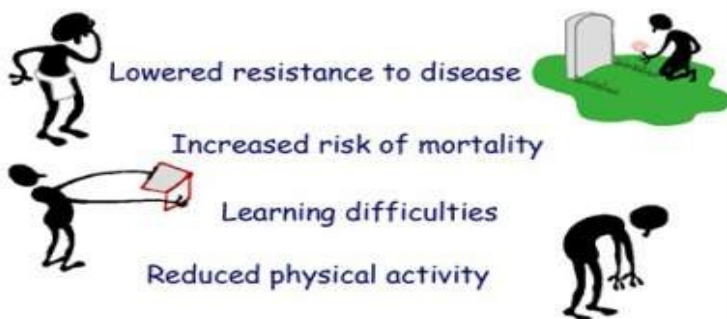 Lowered resistance to disease
Increased risk of mortality
Learning difficulties
Reduced physical activity